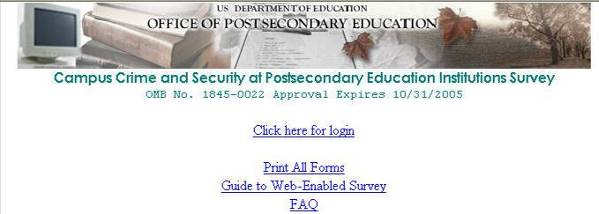 US DEPARTMENT OF EDUCATION
OFFICE OF POSTSECONDARY EDUCATION
Campus Crime and Security at Postsecondary Education Institutions Survey
OMB No. 1845-0022 Approval Expires 10/31/2005
Click here for login
Print All Forms
Guide to Web-Enabled Survey
FAQ